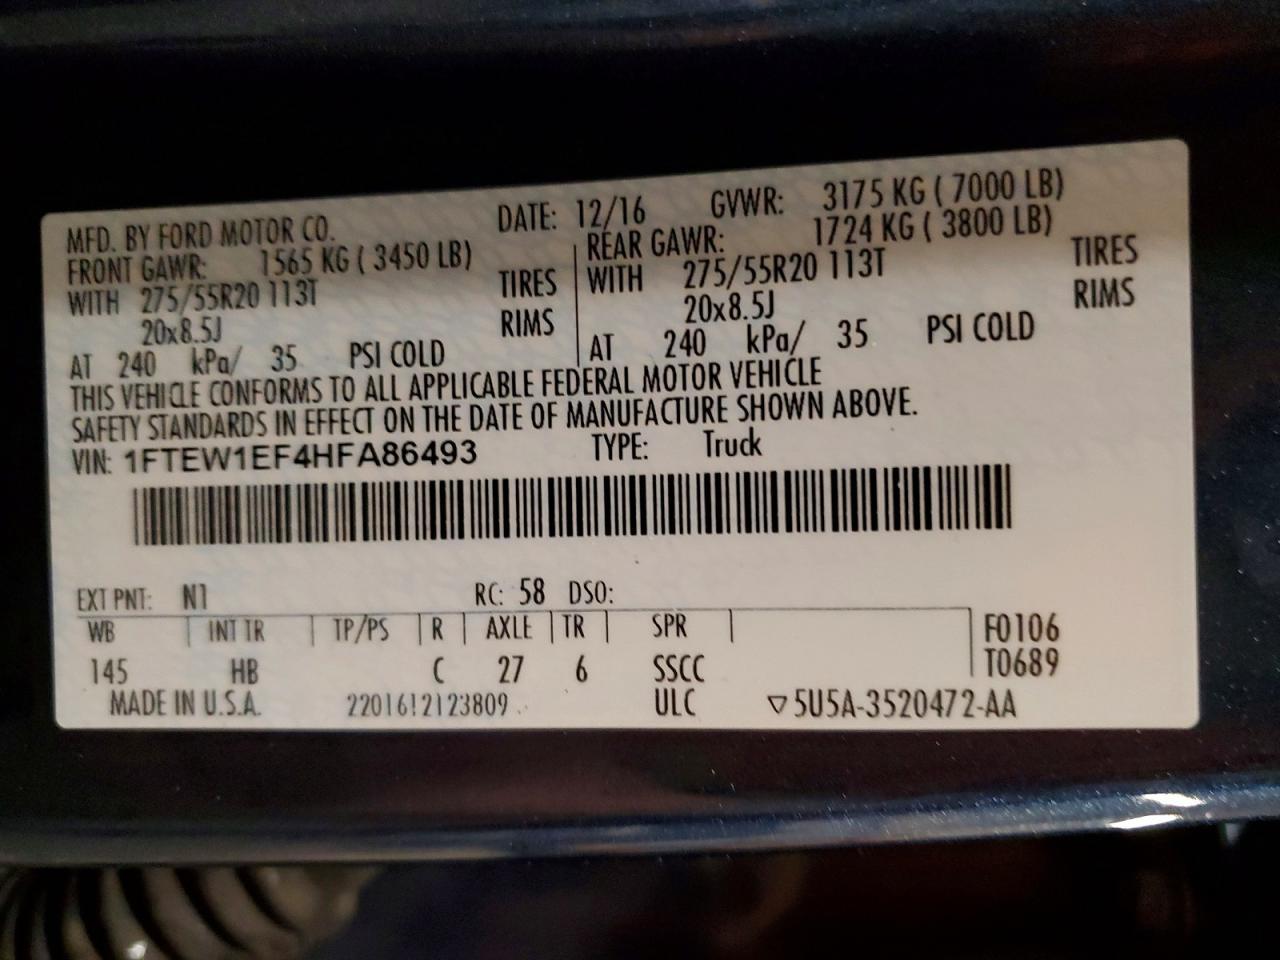 MFD. BY FORD MOTOR CO. DATE: 12/16 GVWR: 3175 KG ( 7000 LB)
FRONT GAWR: 1565 KG ( 3450 LB) REAR GAWR: 1724 KG ( 3800 LB)
WITH 275/55R20 113T TIRES WITH 275/55R20 113T TIRES
20x8.5J RIMS 20x8.5J RIMS
AT 240 kPa/ 35 PSI COLD AT 240 kPa/ 35 PSI COLD
THIS VEHICLE CONFORMS TO ALL APPLICABLE FEDERAL MOTOR VEHICLE
SAFETY STANDARDS IN EFFECT ON THE DATE OF MANUFACTURE SHOWN ABOVE.
VIN: 1FTEW1EF4HFA86493 TYPE: Truck
EXT PNT: N1 RC: 58 DSO:
WB INT TR TP/PS R AXLE TR SPR F0106
145 HB C 27 6 SSCC T0689
MADE IN U.S.A. 2201612123809 ULC ▽5U5A-3520472-AA